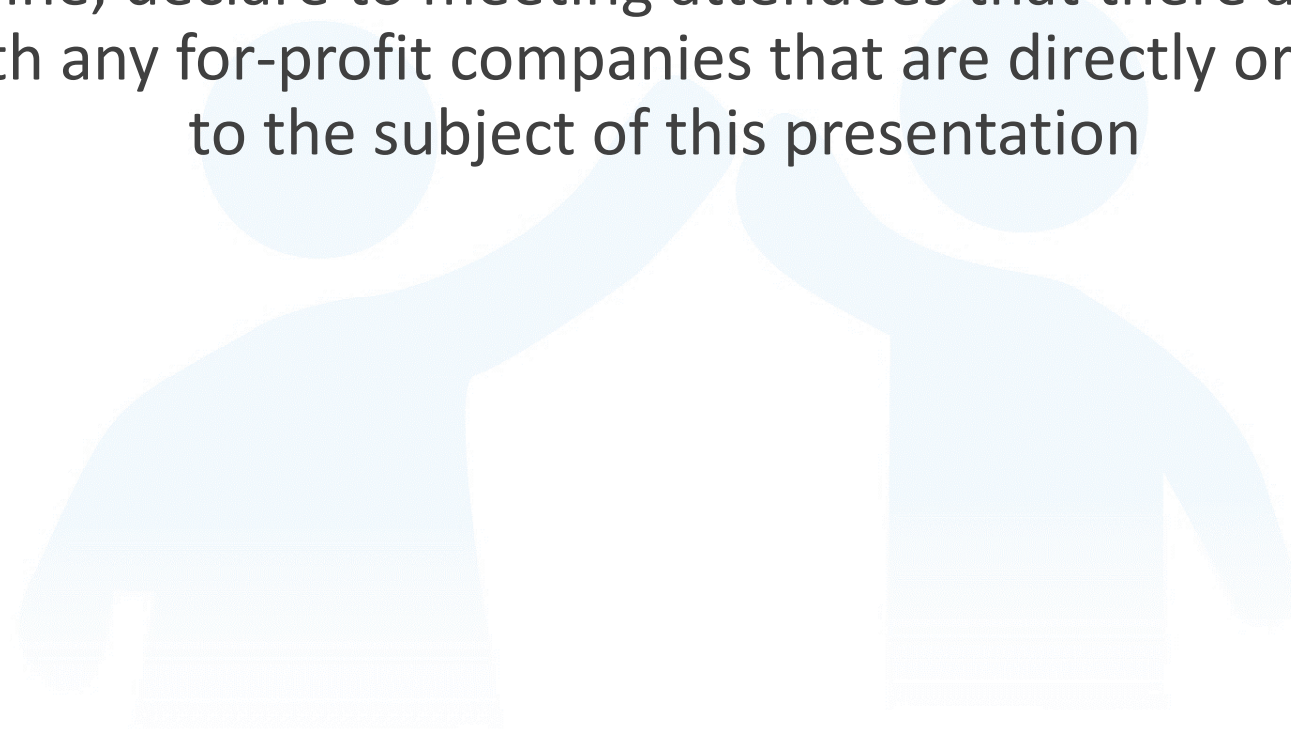 declare to meeting attendees that there
any for-profit companies that are directly or
to the subject of this presentation